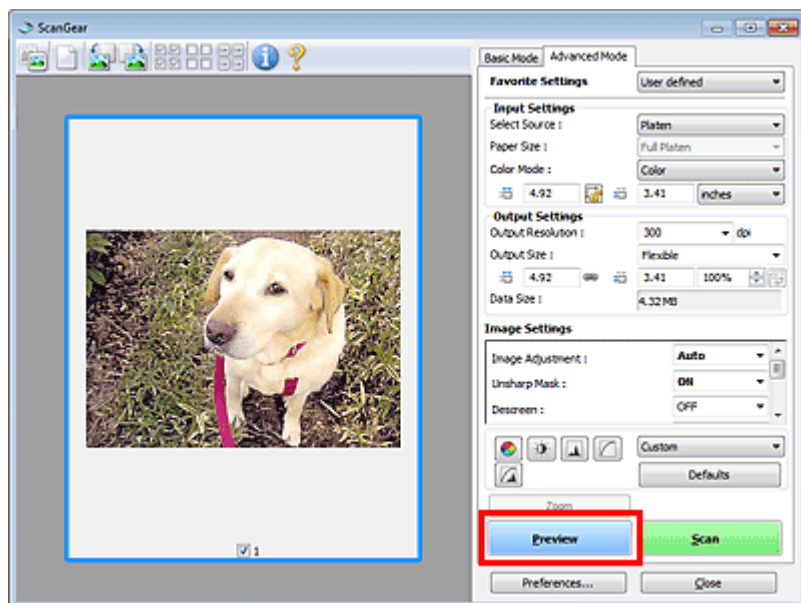 ScanGear
Basic Mode Advanced Mode
Favorite Settings User defined
Input Settings
Select Source : Platen
Paper Size : Full Platen
Color Mode : Color
4.92 3.41 inches
Output Settings
Output Resolution : 300 dpi
Output Size : Flexible
4.92 3.41 100%
Data Size : 4.32 MB
Image Settings
Image Adjustment : Auto
Unsharp Mask : ON
Descreen : OFF
Custom
Defaults
Zoom
Preview Scan
1
Preferences... Close